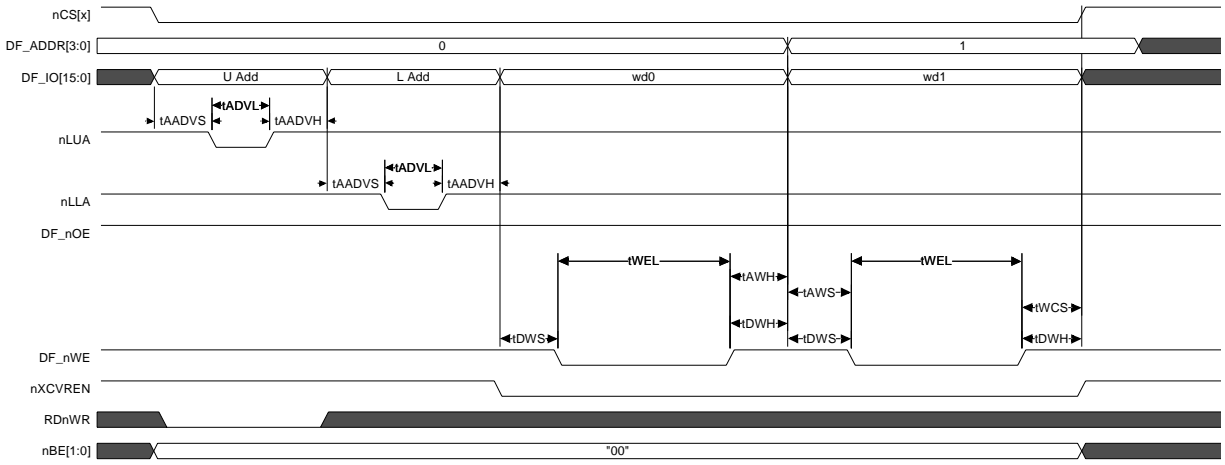 nCS[x]
DF_ADDR[3:0] 0 1
DF_IO[15:0] U Add L Add wd0 wd1
tADVL
tAADVS tAADVH
nLUA
tADVL
tAADVS tAADVH
nLLA
DF_nOE
tWEL tWEL
tAWH
tAWS
tWCS
tDWH
tDWS tDWS tDWH
DF_nWE
nXCVREN
RDnWR
nBE[1:0] "00"